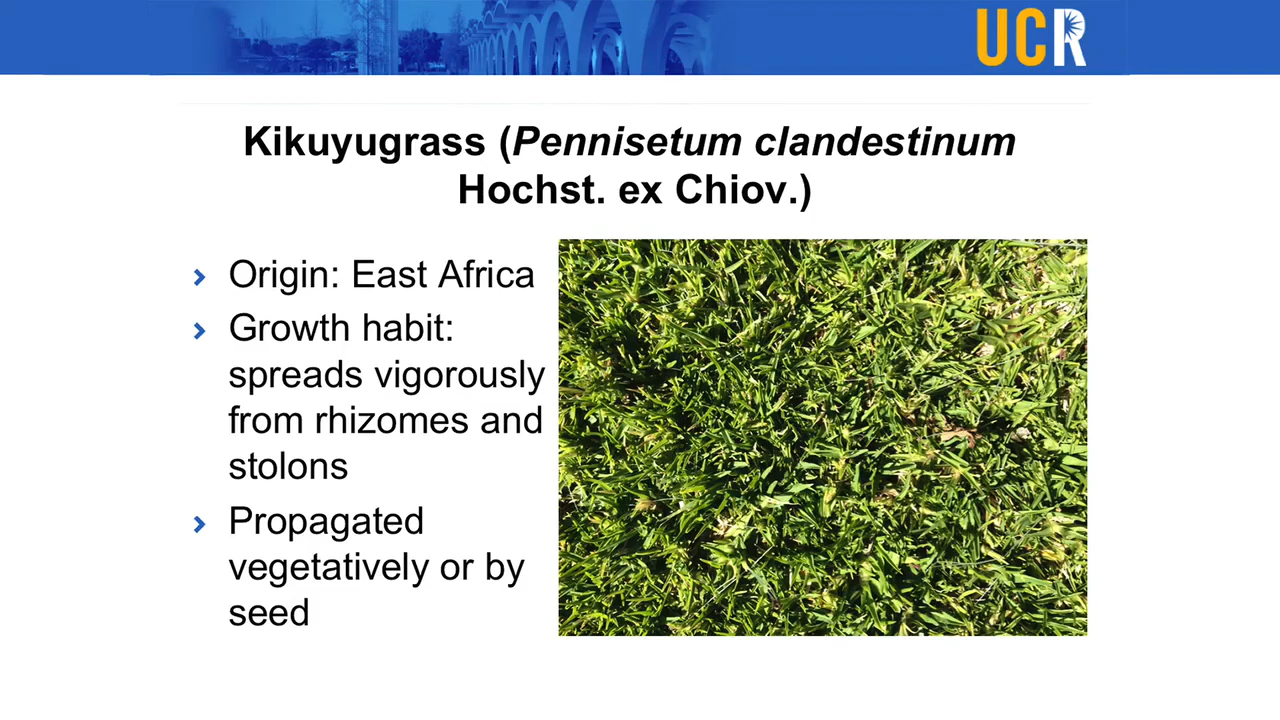 UCR
Kikuyugrass (Pennisetum clandestinum
Hochst. ex Chiov.)
Origin: East Africa
Growth habit:
spreads vigorously
from rhizomes and
stolons
Propagated
vegetatively or by
seed